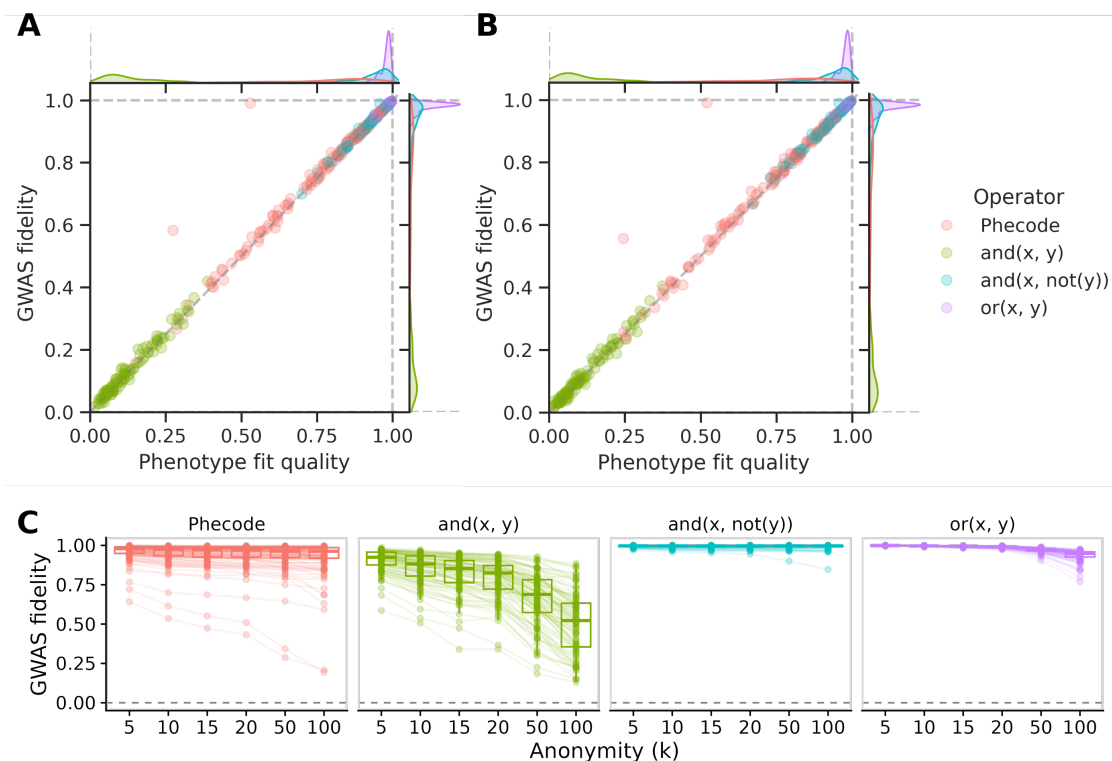 A
B
1.0
0.8
0.6
0.4
0.2
0.0
GWAS fidelity
0.00 0.25 0.50 0.75 1.00
Phenotype fit quality
1.0
0.8
0.6
0.4
0.2
0.0
GWAS fidelity
0.00 0.25 0.50 0.75 1.00
Phenotype fit quality
Operator
Phecode
and(x, y)
and(x, not(y))
or(x, y)
C
Phecode
and(x, y)
and(x, not(y))
or(x, y)
1.00
0.75
0.50
0.25
0.00
GWAS fidelity
5 10 15 20 50 100
5 10 15 20 50 100
5 10 15 20 50 100
5 10 15 20 50 100
Anonymity (k)